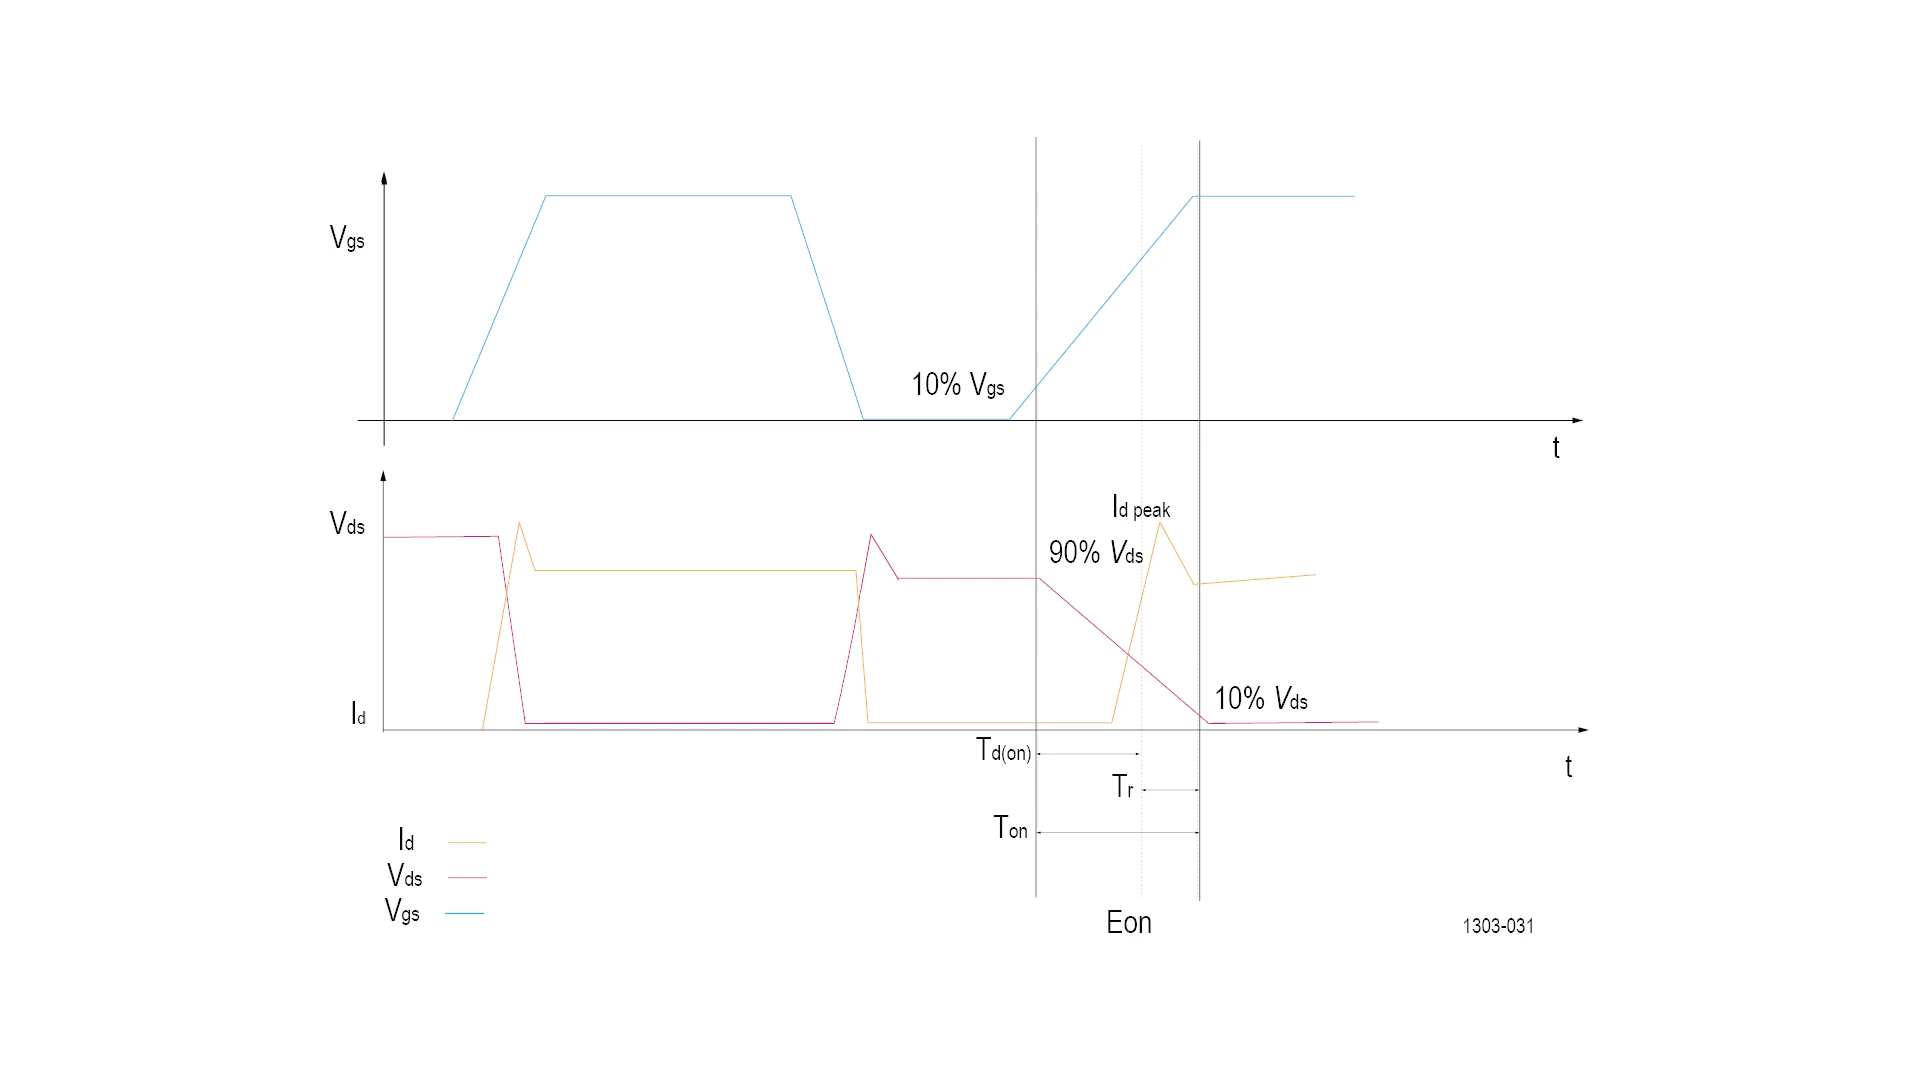 Vgs
10% Vgs
t
Vds
Id peak
90% Vds
Id
10% Vds
Td(on)
t
Tr
Ton
Id
Vds
Vgs
Eon
1303-031